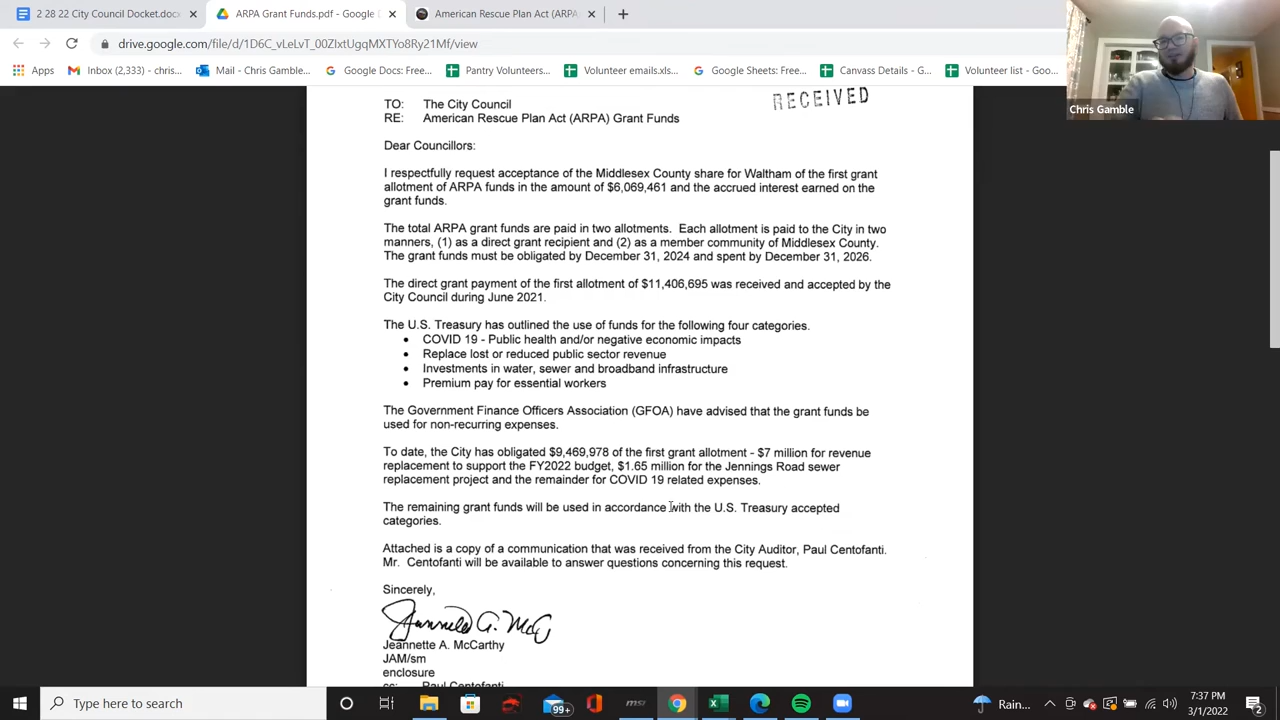 2 28 22 City Council Docket.docx
ARPA Grant Funds.pdf - Google
American Rescue Plan Act (ARPA)
drive.google.com/file/d/1D6C_vLeLvT_00ZlxtUgqMXTYo8Ry21Mf/view
Apps
Inbox (2,333) - chris...
Mail - Chris Gamble...
Google Docs: Free...
Pantry Volunteers...
Volunteer emails.xls...
Google Sheets: Free...
Canvass Dates - G...
Volunteer list - Goo...
Chris Gamble
RECEIVED
TO: The City Council
RE: American Rescue Plan Act (ARPA) Grant Funds
Dear Councillors:
I respectfully request acceptance of the Middlesex County share for Waltham of the first grant
allotment of ARPA funds in the amount of $6,069,461 and the accrued interest earned on the
grant funds.
The total ARPA grant funds are paid in two allotments. Each allotment is paid to the City in two
manners, (1) as a direct grant recipient and (2) as a member community of Middlesex County.
The grant funds must be obligated by December 31, 2024 and spent by December 31, 2026.
The direct grant payment of the first allotment of $11,406,695 was received and accepted by the
City Council during June 2021.
The U.S. Treasury has outlined the use of funds for the following four categories.
• COVID 19 - Public health and/or negative economic impacts
• Replace lost or reduced public sector revenue
• Investments in water, sewer and broadband infrastructure
• Premium pay for essential workers
The Government Finance Officers Association (GFOA) have advised that the grant funds be
used for non-recurring expenses.
To date, the City has obligated $9,469,978 of the first grant allotment - $7 million for revenue
replacement to support the FY2022 budget, $1.65 million for the Jennings Road sewer
replacement project and the remainder for COVID 19 related expenses.
The remaining grant funds will be used in accordance with the U.S. Treasury accepted
categories.
Attached is a copy of a communication that was received from the City Auditor, Paul Centofanti.
Mr. Centofanti will be available to answer questions concerning this request.
Sincerely,
Jeannette A. McCarthy
JAM/sm
enclosure
cc: Paul Centofanti
Type here to search
99+
msi
Rain...
7:37 PM
3/1/2022
2